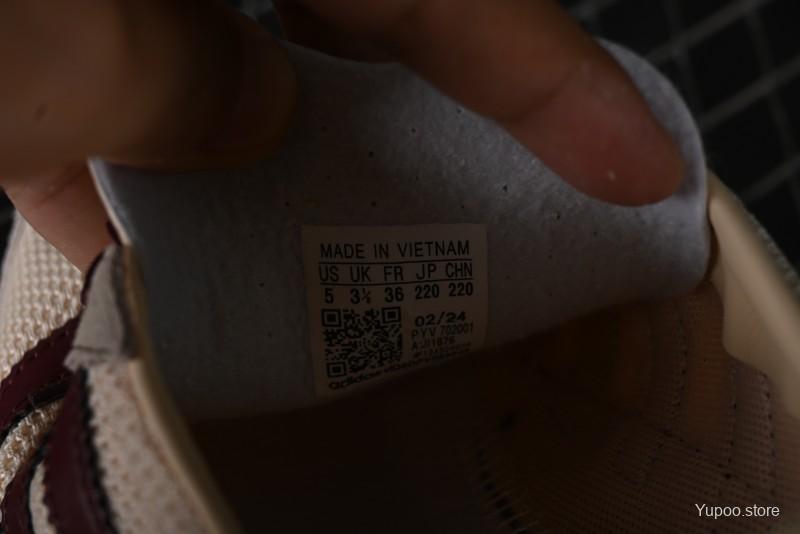 MADE IN VIETNAM
US UK FR JP CHN
5 3½ 36 220 220
02/24
PYV 702001
adidas
Yupoo.store